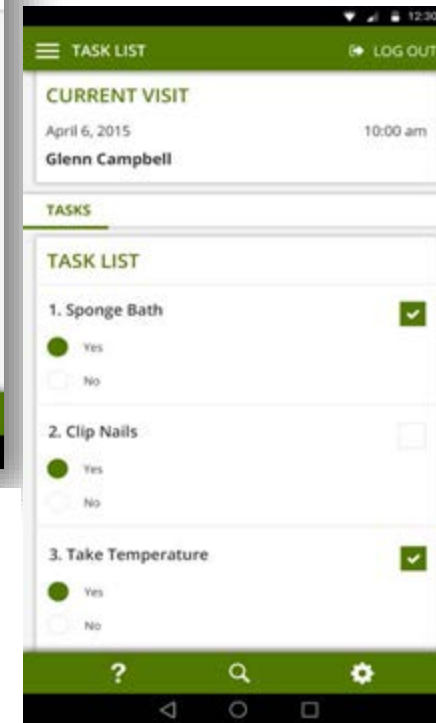 12:30
TASK LIST LOG OUT
CURRENT VISIT
April 6, 2015 10:00 am
Glenn Campbell
TASKS
TASK LIST
1. Sponge Bath
Yes
No
2. Clip Nails
Yes
No
3. Take Temperature
Yes
No
?